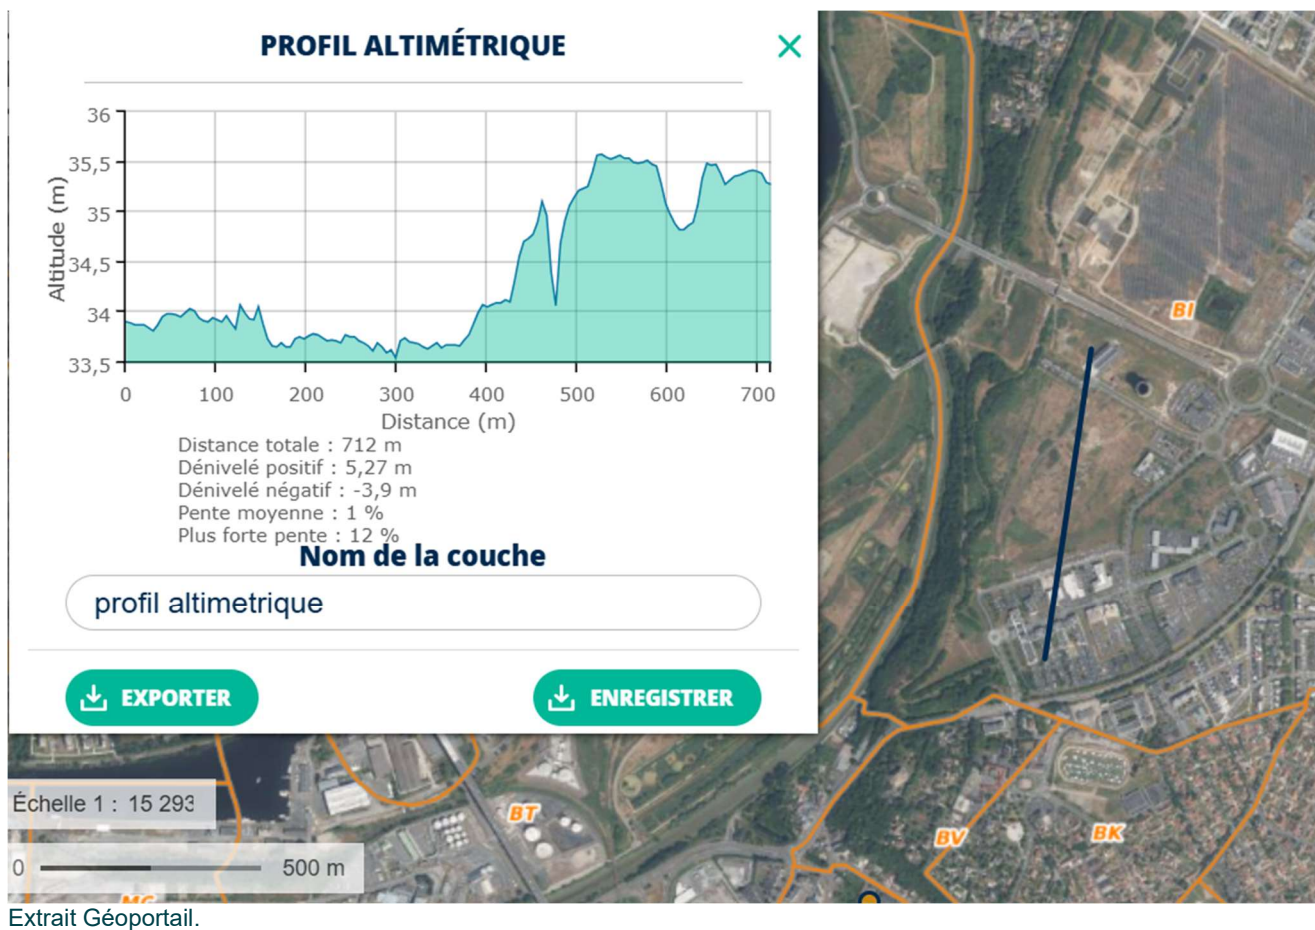 PROFIL ALTIMÉTRIQUE
Altitude (m)
36
35,5
35
34,5
34
33,5
0 100 200 300 400 500 600 700
Distance (m)
Distance totale : 712 m
Dénivelé positif : 5,27 m
Dénivelé négatif : -3,9 m
Pente moyenne : 1 %
Plus forte pente : 12 %
Nom de la couche
profil altimetrique
EXPORTER
ENREGISTRER
BI
BT
BV
BK
Échelle 1 : 15 293
0 500 m
Extrait Géoportail.